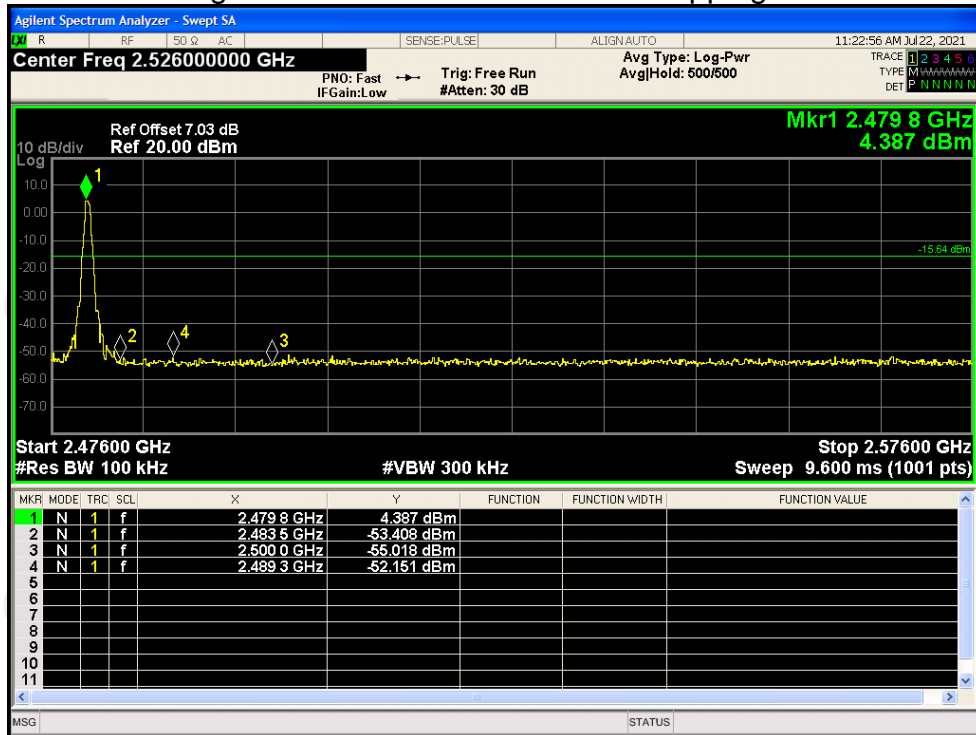 Agilent Spectrum Analyzer - Swept SA
LXI R RF 50 Ω AC SENSE:PULSE ALIGN AUTO 11:22:56 AM Jul 22, 2021
Center Freq 2.526000000 GHz
PNO: Fast
IFGain:Low
Trig: Free Run
#Atten: 30 dB
Avg Type: Log-Pwr
Avg|Hold: 500/500
TRACE 1 2 3 4 5 6
TYPE M
DET P N N N N N
Mkr1 2.479 8 GHz
4.387 dBm
Ref Offset 7.03 dB
10 dB/div Ref 20.00 dBm
Log
10.0
0.00
-10.0
-20.0
-30.0
-40.0
-50.0
-60.0
-70.0
1
2
4
3
-15.64 dBm
Start 2.47600 GHz Stop 2.57600 GHz
#Res BW 100 kHz #VBW 300 kHz Sweep 9.600 ms (1001 pts)
MKR MODE TRC SCL X Y FUNCTION FUNCTION WIDTH FUNCTION VALUE
1 N 1 f 2.479 8 GHz 4.387 dBm
2 N 1 f 2.483 5 GHz -53.408 dBm
3 N 1 f 2.500 0 GHz -55.018 dBm
4 N 1 f 2.489 3 GHz -52.151 dBm
5
6
7
8
9
10
11
MSG STATUS